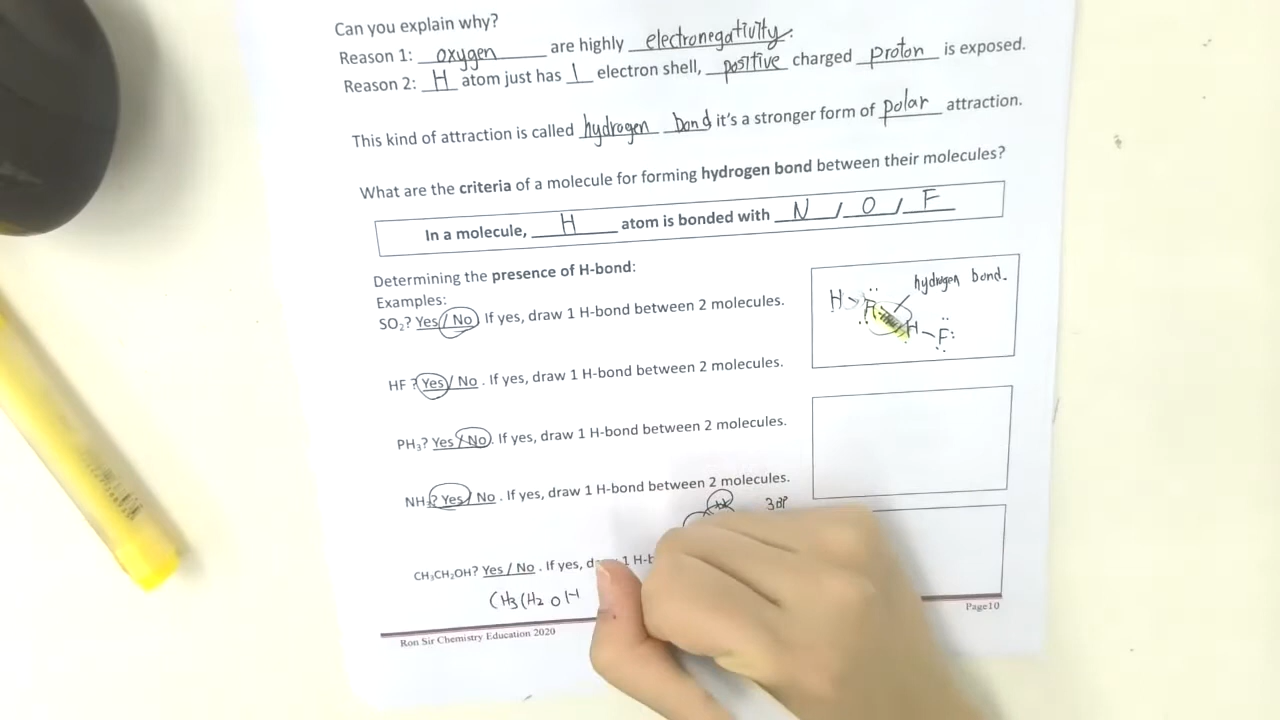 Can you explain why?
Reason 1: oxygen are highly electronegativity.
Reason 2: H atom just has 1 electron shell, positive charged proton is exposed.
This kind of attraction is called hydrogen bond, it's a stronger form of polar attraction.
What are the criteria of a molecule for forming hydrogen bond between their molecules?
In a molecule, H atom is bonded with N / O / F
Determining the presence of H-bond:
Examples:
SO₂? Yes / No. If yes, draw 1 H-bond between 2 molecules.
hydrogen bond.
H F H F
HF ? Yes / No . If yes, draw 1 H-bond between 2 molecules.
PH₃? Yes / No. If yes, draw 1 H-bond between 2 molecules.
NH ? Yes / No . If yes, draw 1 H-bond between 2 molecules.
3BP
CH₃CH₂OH? Yes / No . If yes, 1
CH3CH2OH
Page10
Ron Sir Chemistry Education 2020